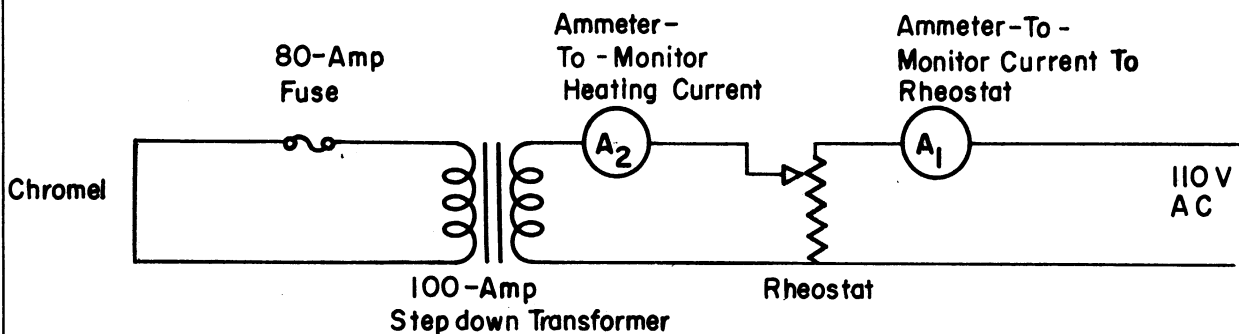 80-Amp
Fuse
Ammeter-
To-Monitor
Heating Current
Ammeter-To-
Monitor Current To
Rheostat
A2
A1
Chromel
110 V
AC
100-Amp
Step down Transformer
Rheostat